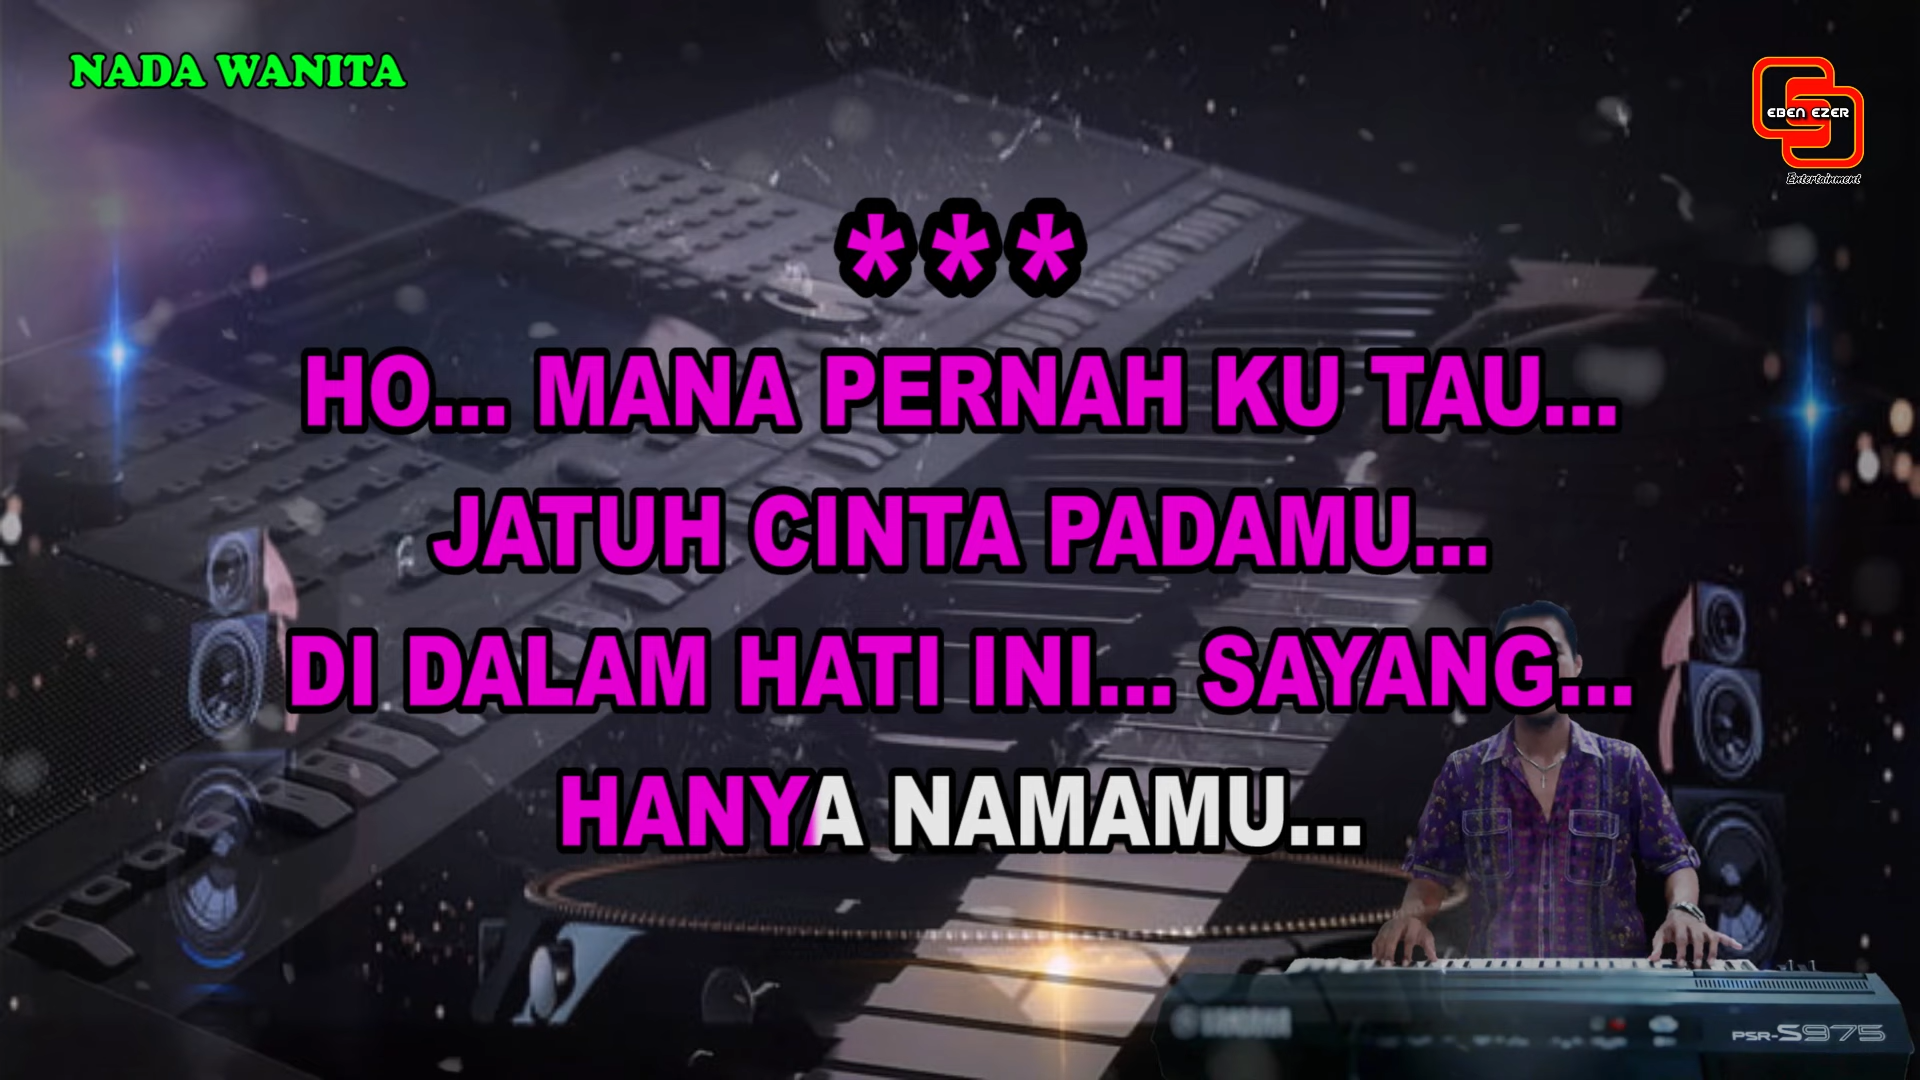 NADA WANITA
EBEN EZER
Entertainment
***
HO... MANA PERNAH KU TAU...
JATUH CINTA PADAMU...
DI DALAM HATI INI... SAYANG...
HANYA NAMAMU...
PSR-S975